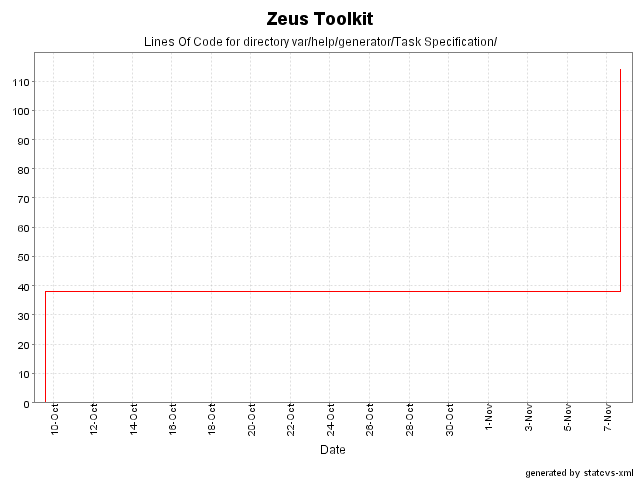 Zeus Toolkit
Lines Of Code for directory var/help/generator/Task Specification/
110
100
90
80
70
60
50
40
30
20
10
0
10-Oct
12-Oct
14-Oct
16-Oct
18-Oct
20-Oct
22-Oct
24-Oct
26-Oct
28-Oct
30-Oct
1-Nov
3-Nov
5-Nov
7-Nov
Date
generated by statcvs-xml